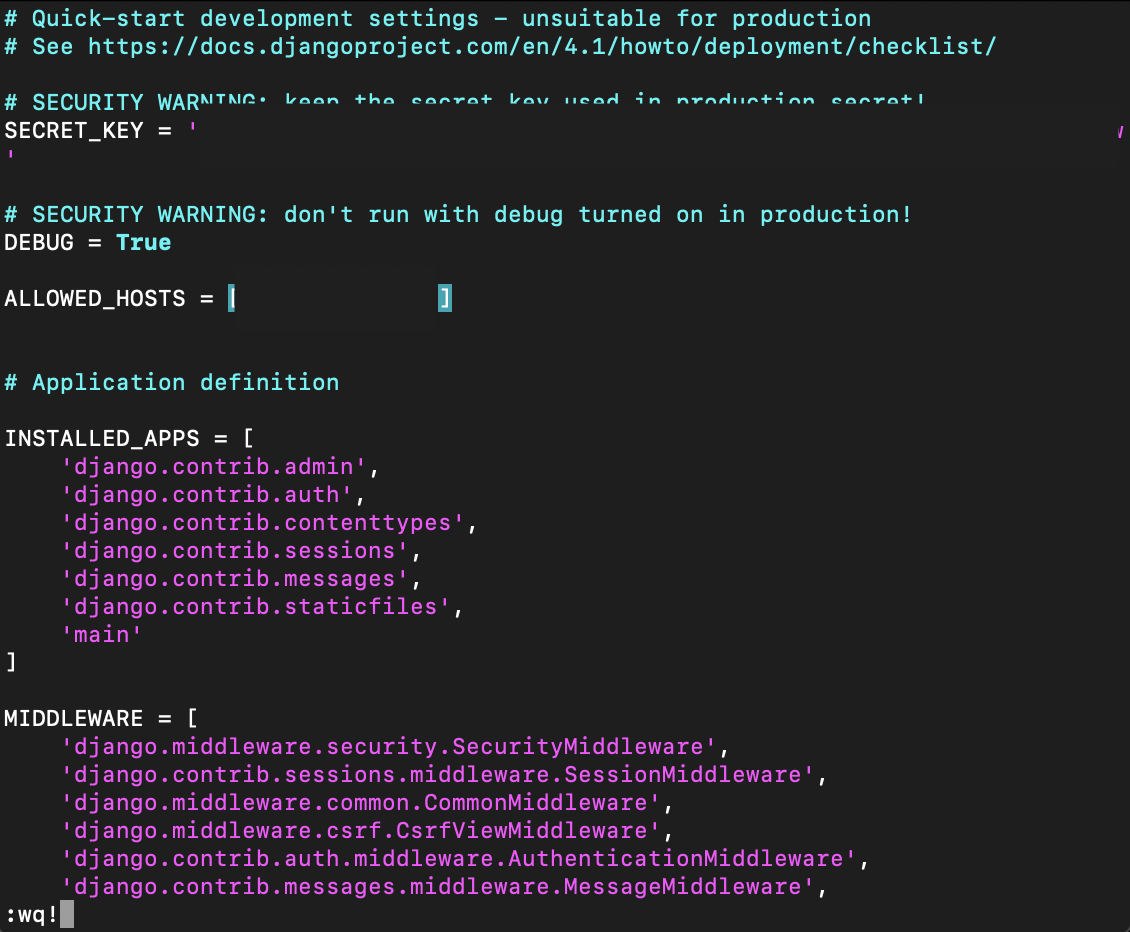 # Quick-start development settings - unsuitable for production
# See https://docs.djangoproject.com/en/4.1/howto/deployment/checklist/
# SECURITY WARNING: keep the secret key used in production secret!
SECRET_KEY = '
'
# SECURITY WARNING: don't run with debug turned on in production!
DEBUG = True
ALLOWED_HOSTS = [ ]
# Application definition
INSTALLED_APPS = [
    'django.contrib.admin',
    'django.contrib.auth',
    'django.contrib.contenttypes',
    'django.contrib.sessions',
    'django.contrib.messages',
    'django.contrib.staticfiles',
    'main'
]
MIDDLEWARE = [
    'django.middleware.security.SecurityMiddleware',
    'django.contrib.sessions.middleware.SessionMiddleware',
    'django.middleware.common.CommonMiddleware',
    'django.middleware.csrf.CsrfViewMiddleware',
    'django.contrib.auth.middleware.AuthenticationMiddleware',
    'django.contrib.messages.middleware.MessageMiddleware',
:wq!